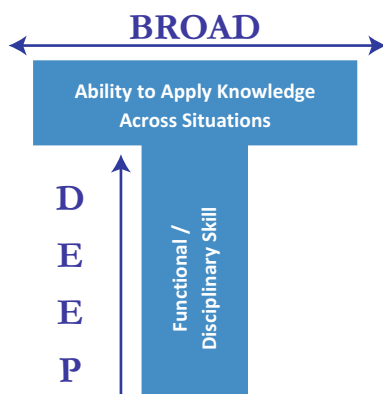 BROAD
Ability to Apply Knowledge
Across Situations
D
E
E
P
Functional /
Disciplinary Skill